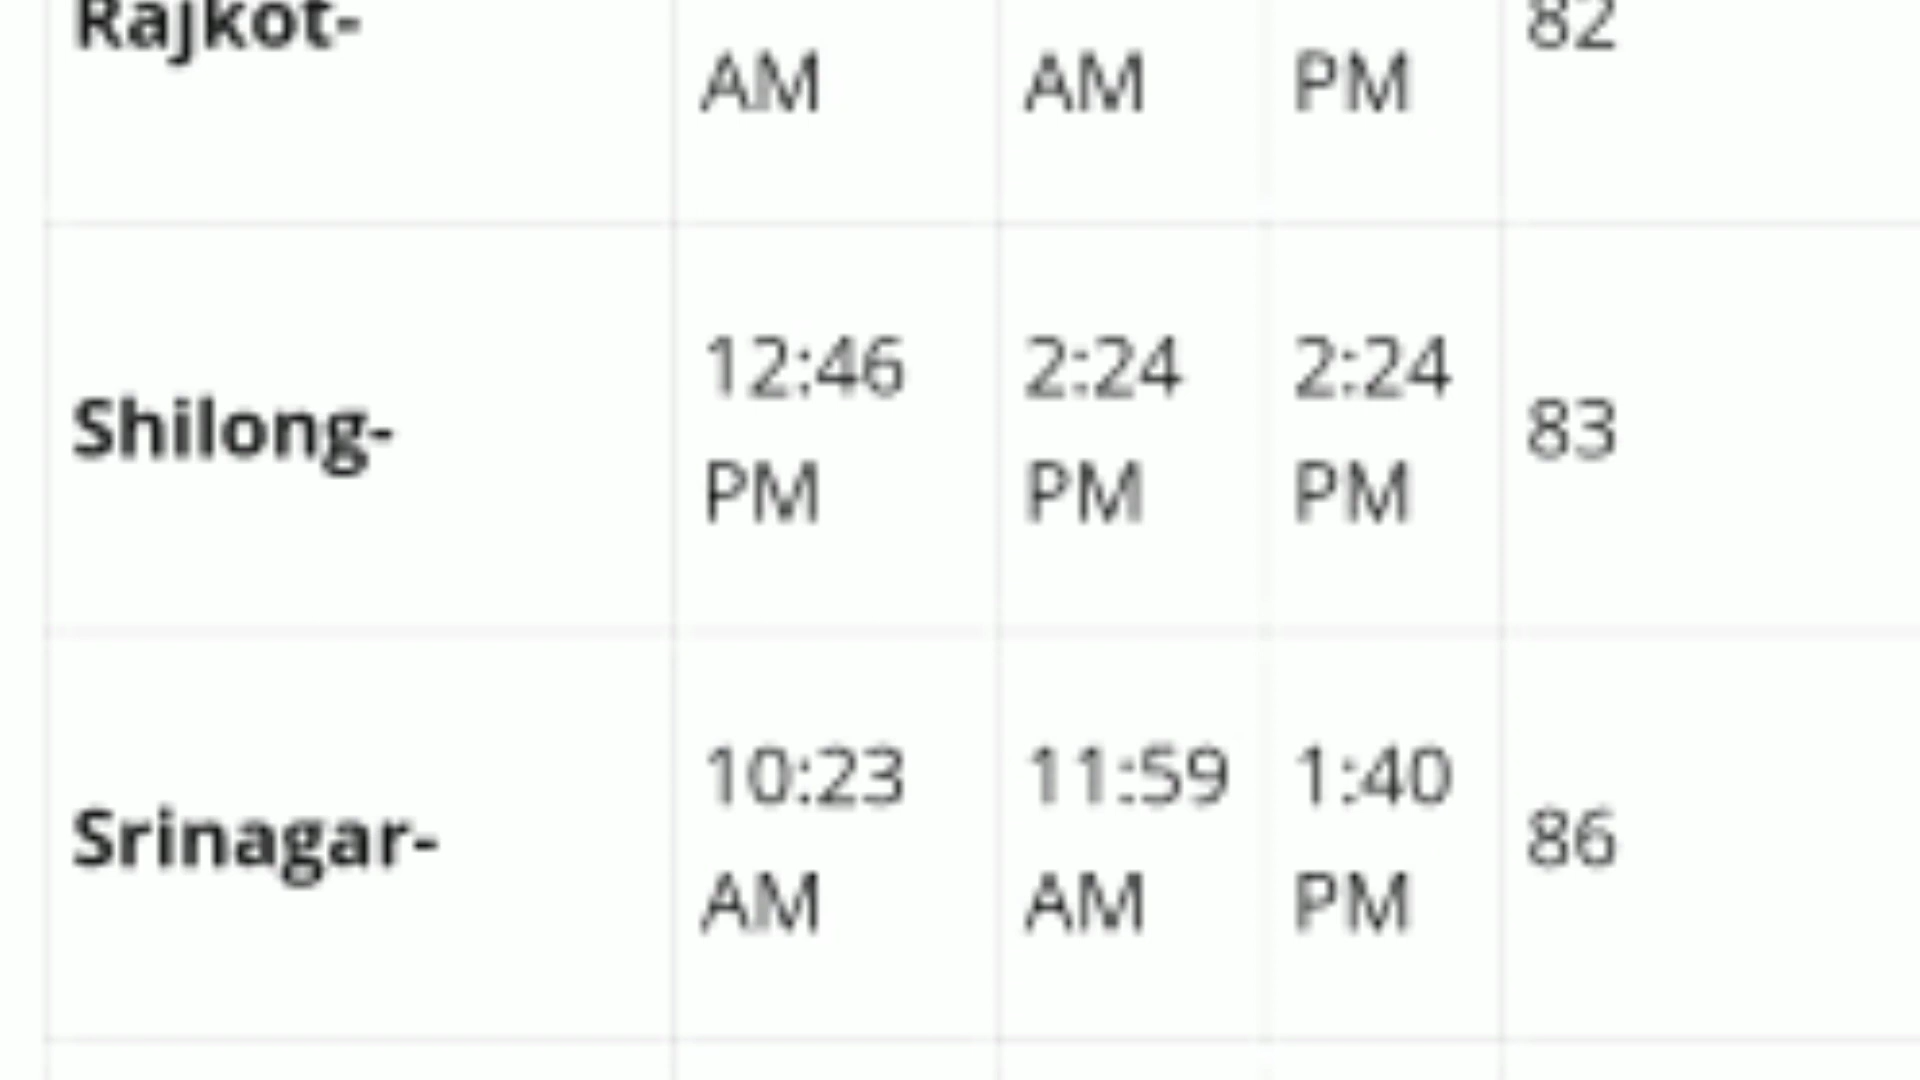 Rajkot-
AM
AM
PM
82
Shilong-
12:46
PM
2:24
PM
2:24
PM
83
Srinagar-
10:23
AM
11:59
AM
1:40
PM
86